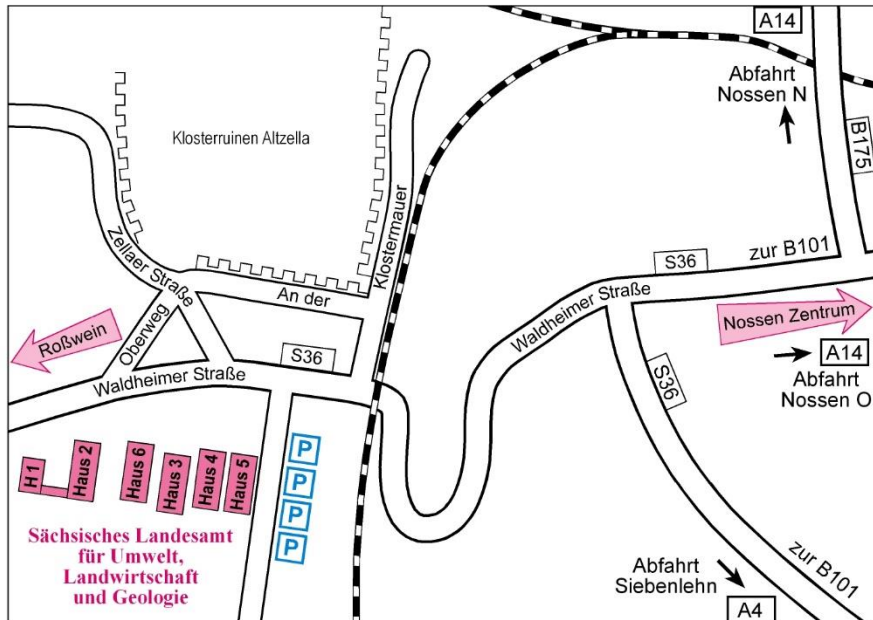 A14
Abfahrt
Nossen N
B175
Klosterruinen Altzella
Klostermauer
Zellaer Straße
An der
zur B101
S36
Waldheimer Straße
Nossen Zentrum
A14
Abfahrt
Nossen O
Roßwein
Oberweg
S36
Waldheimer Straße
S36
H 1
Haus 2
Haus 6
Haus 3
Haus 4
Haus 5
P
P
P
P
Sächsisches Landesamt
für Umwelt,
Landwirtschaft
und Geologie
Abfahrt
Siebenlehn
A4
zur B101